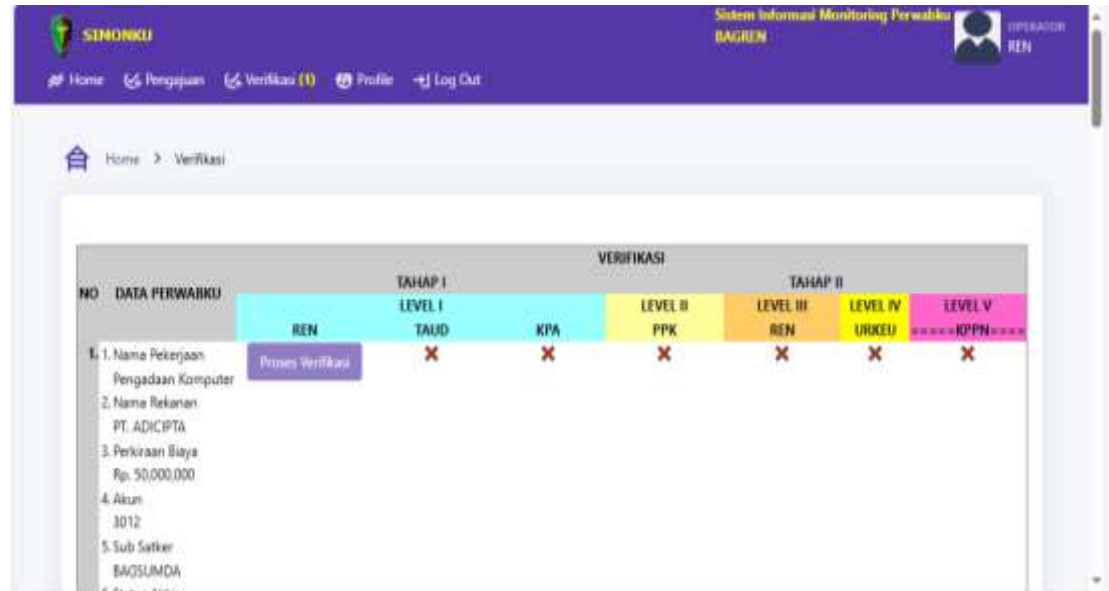 SIMONKU
Sistem Informasi Monitoring Perwabku
BAGREN
OPERATOR
REN
Home Pengajuan Verifikasi (1) Profile Log Out
Home > Verifikasi
NO DATA PERWABKU VERIFIKASI
TAHAP I TAHAP II
LEVEL I LEVEL II LEVEL III LEVEL IV LEVEL V
REN TAUD KPA PPK REN URKEU =====KPPN====
1. 1. Nama Pekerjaan Proses Verifikasi
Pengadaan Komputer
2. Nama Rekanan
PT. ADICIPTA
3. Perkiraan Biaya
Rp. 50,000,000
4. Akun
3012
5. Sub Satker
BAGSUMDA